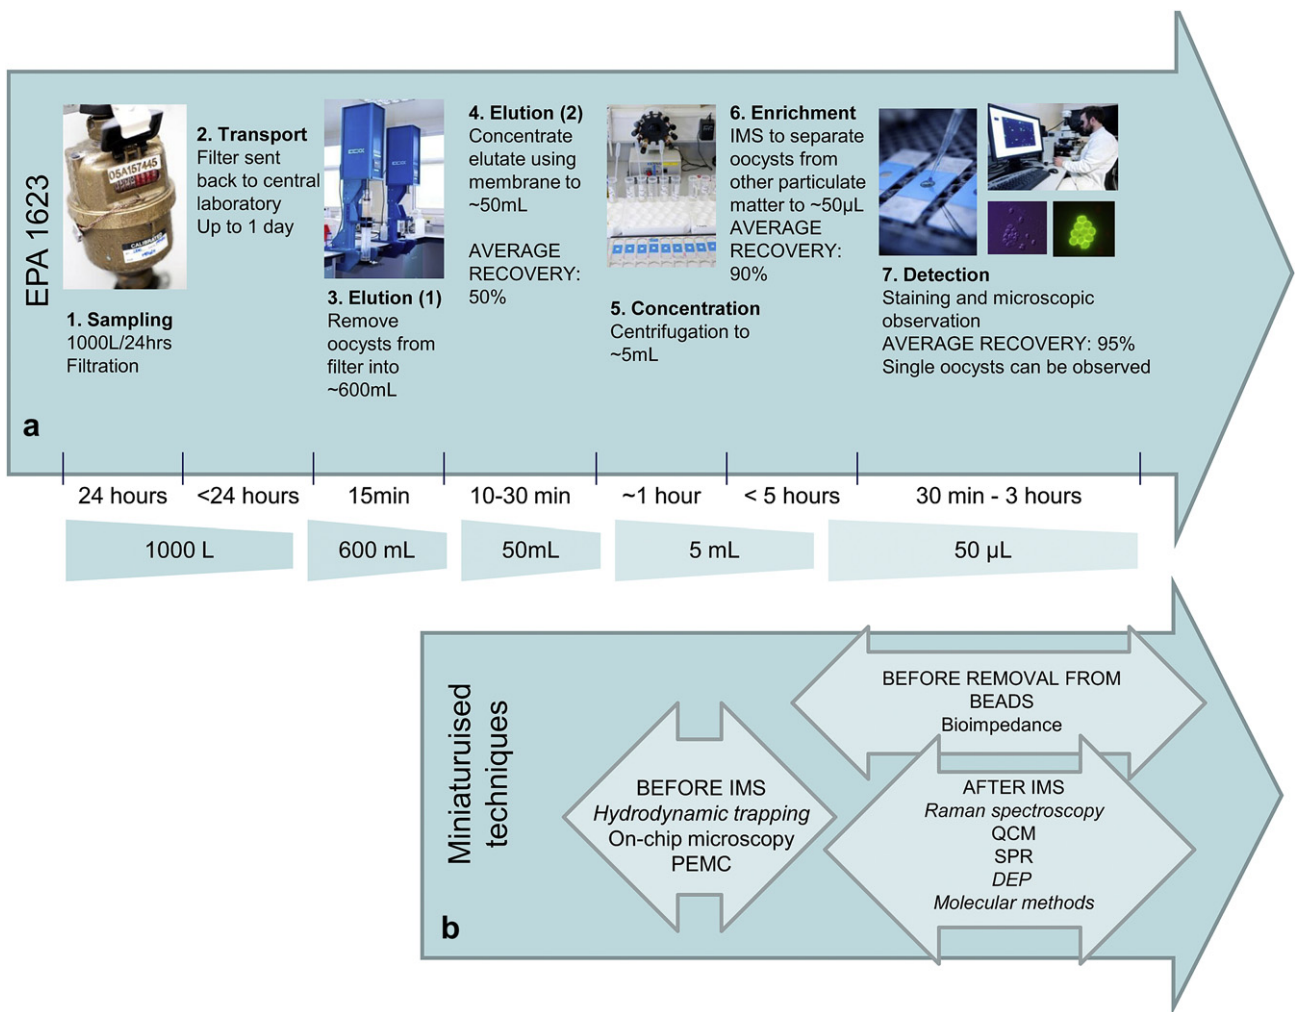 EPA 1623
05A157445
CALIBRATED
1. Sampling
1000L/24hrs
Filtration
2. Transport
Filter sent
back to central
laboratory
Up to 1 day
3. Elution (1)
Remove
oocysts from
filter into
~600mL
4. Elution (2)
Concentrate
elutate using
membrane to
~50mL
AVERAGE
RECOVERY:
50%
5. Concentration
Centrifugation to
~5mL
6. Enrichment
IMS to separate
oocysts from
other particulate
matter to ~50µL
AVERAGE
RECOVERY:
90%
7. Detection
Staining and microscopic
observation
AVERAGE RECOVERY: 95%
Single oocysts can be observed
a
24 hours
<24 hours
15min
10-30 min
~1 hour
< 5 hours
30 min - 3 hours
1000 L
600 mL
50mL
5 mL
50 µL
Miniaturuised
techniques
BEFORE IMS
Hydrodynamic trapping
On-chip microscopy
PEMC
BEFORE REMOVAL FROM
BEADS
Bioimpedance
AFTER IMS
Raman spectroscopy
QCM
SPR
DEP
Molecular methods
b